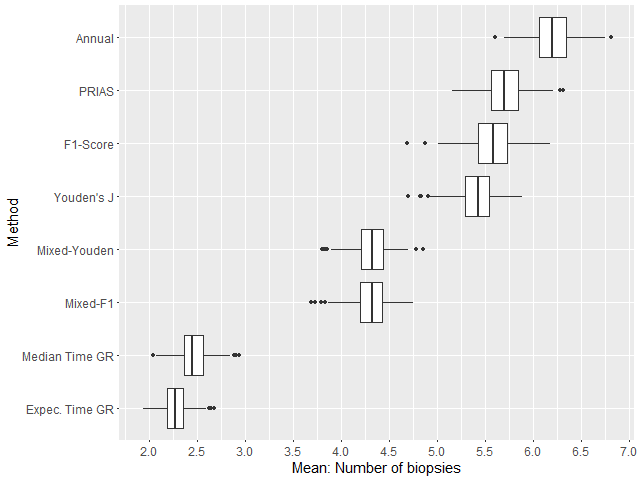 Method
Annual
PRIAS
F1-Score
Youden's J
Mixed-Youden
Mixed-F1
Median Time GR
Expec. Time GR
2.0 2.5 3.0 3.5 4.0 4.5 5.0 5.5 6.0 6.5 7.0
Mean: Number of biopsies